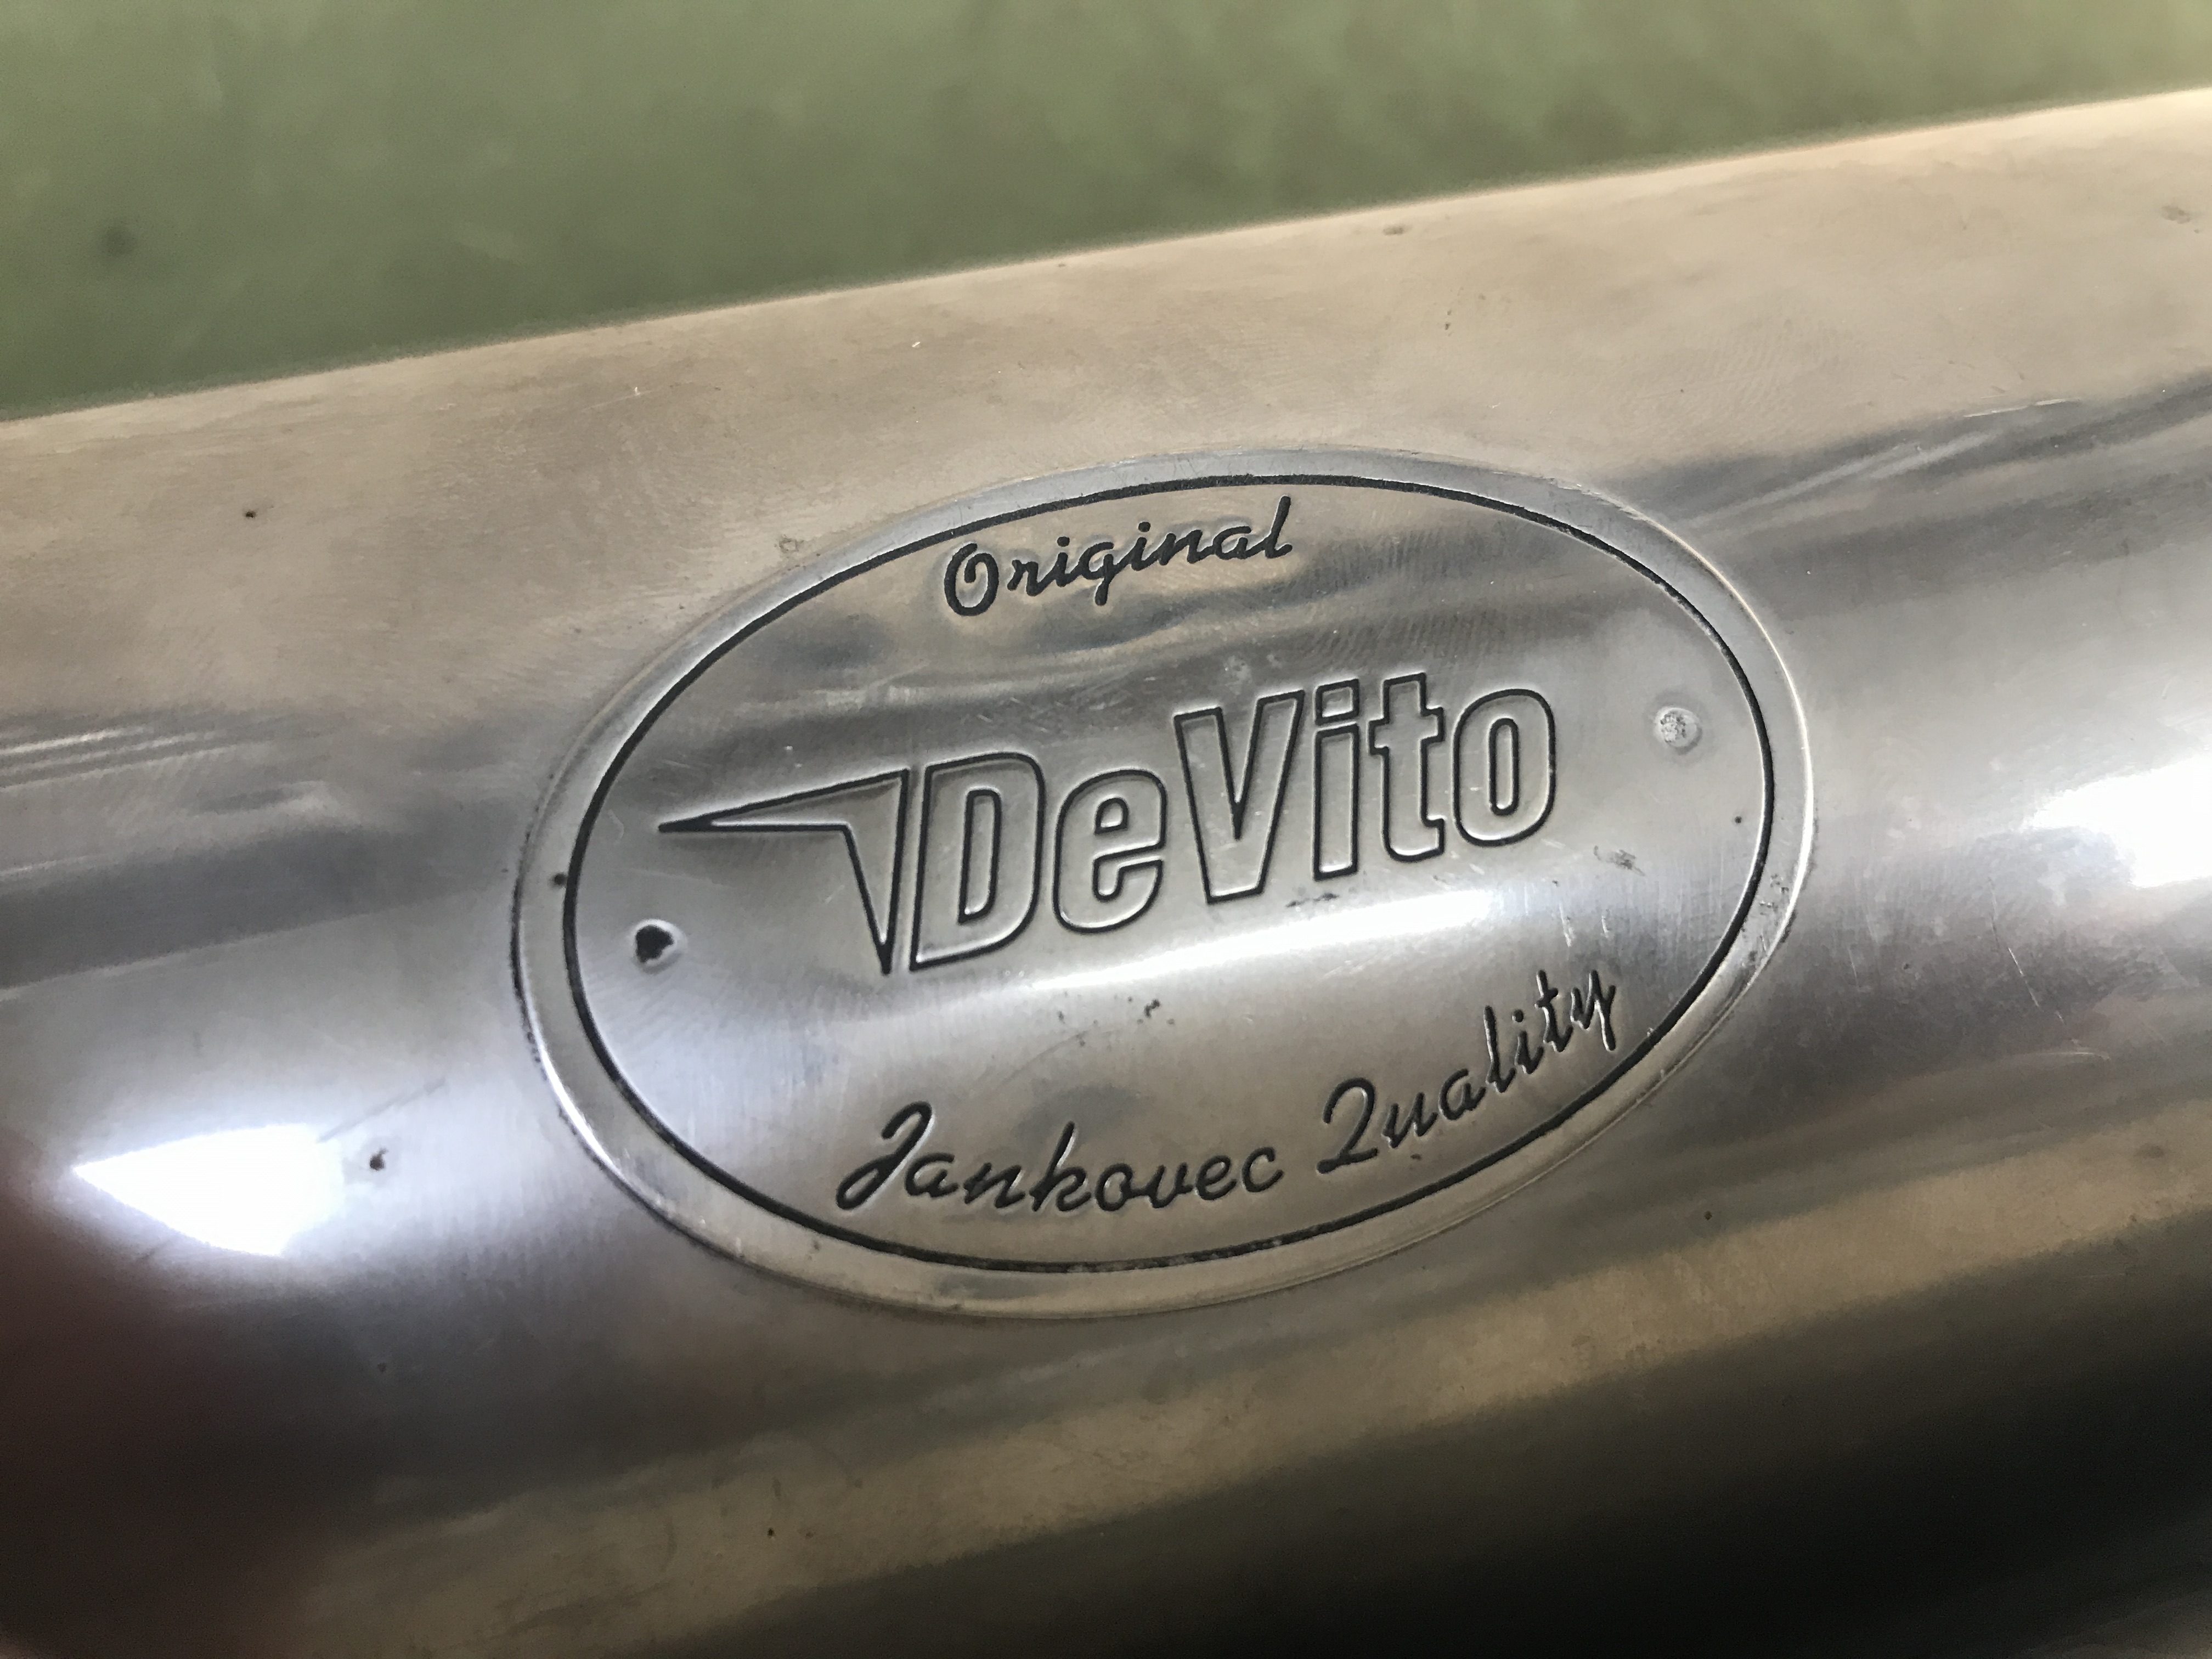 Original
DeVito
Jankovec Quality